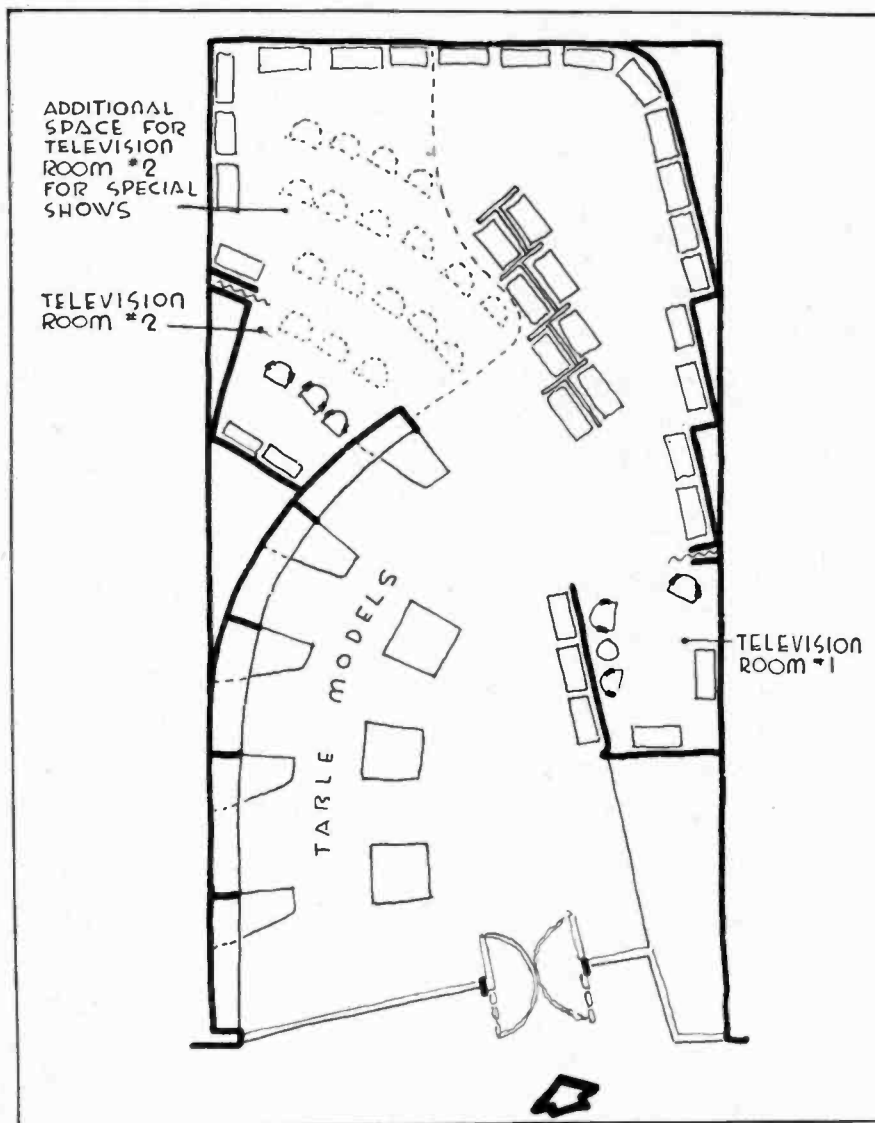 ADDITIONAL
SPACE FOR
TELEVISION
ROOM #2
FOR SPECIAL
SHOWS
TELEVISION
ROOM #2
TABLE MODELS
TELEVISION
ROOM #1